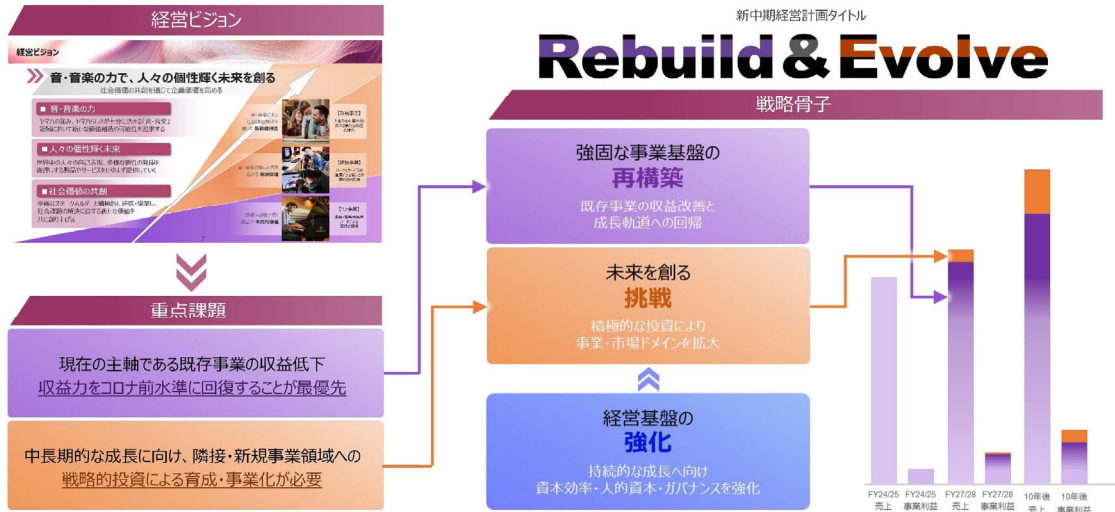 経営ビジョン
経営ビジョン
音・音楽の力で、人々の個性輝く未来を創る
社会価値の共創を通じて企業価値を高める
■ 音・音楽の力
■ 人々の個性輝く未来
■ 社会価値の共創
重点課題
現在の主軸である既存事業の収益低下
収益力をコロナ前水準に回復することが最優先
中長期的な成長に向け、隣接・新規事業領域への
戦略的投資による育成・事業化が必要
新中期経営計画タイトル
Rebuild & Evolve
戦略骨子
強固な事業基盤の
再構築
既存事業の収益改善と
成長軌道への回帰
未来を創る
挑戦
積極的な投資により
事業・市場ドメインを拡大
経営基盤の
強化
持続的な成長へ向け
資本効率・人的資本・ガバナンスを強化
FY24/25
売上
FY24/25
事業利益
FY27/28
売上
FY27/28
事業利益
10年後
売上
10年後
事業利益